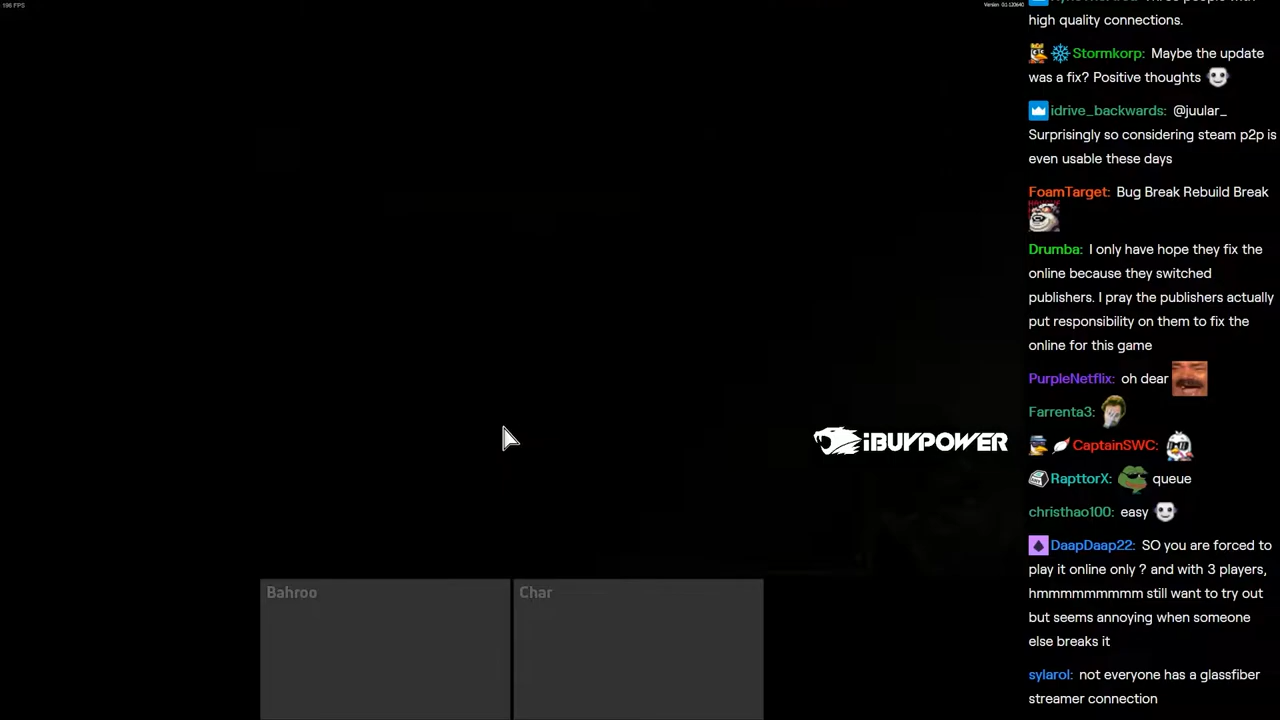 196 FPS
high quality connections.
Stormkorp: Maybe the update
was a fix? Positive thoughts
idrive_backwards: @juular_
Surprisingly so considering steam p2p is
even usable these days
FoamTarget: Bug Break Rebuild Break
Drumba: I only have hope they fix the
online because they switched
publishers. I pray the publishers actually
put responsibility on them to fix the
online for this game
PurpleNetflix: oh dear
Farrenta3:
iBUYPOWER
CaptainSWC:
RapttorX: queue
christhao100: easy
DaapDaap22: SO you are forced to
play it online only ? and with 3 players,
hmmmmmmmmm still want to try out
but seems annoying when someone
else breaks it
Bahroo
Char
sylarol: not everyone has a glassfiber
streamer connection